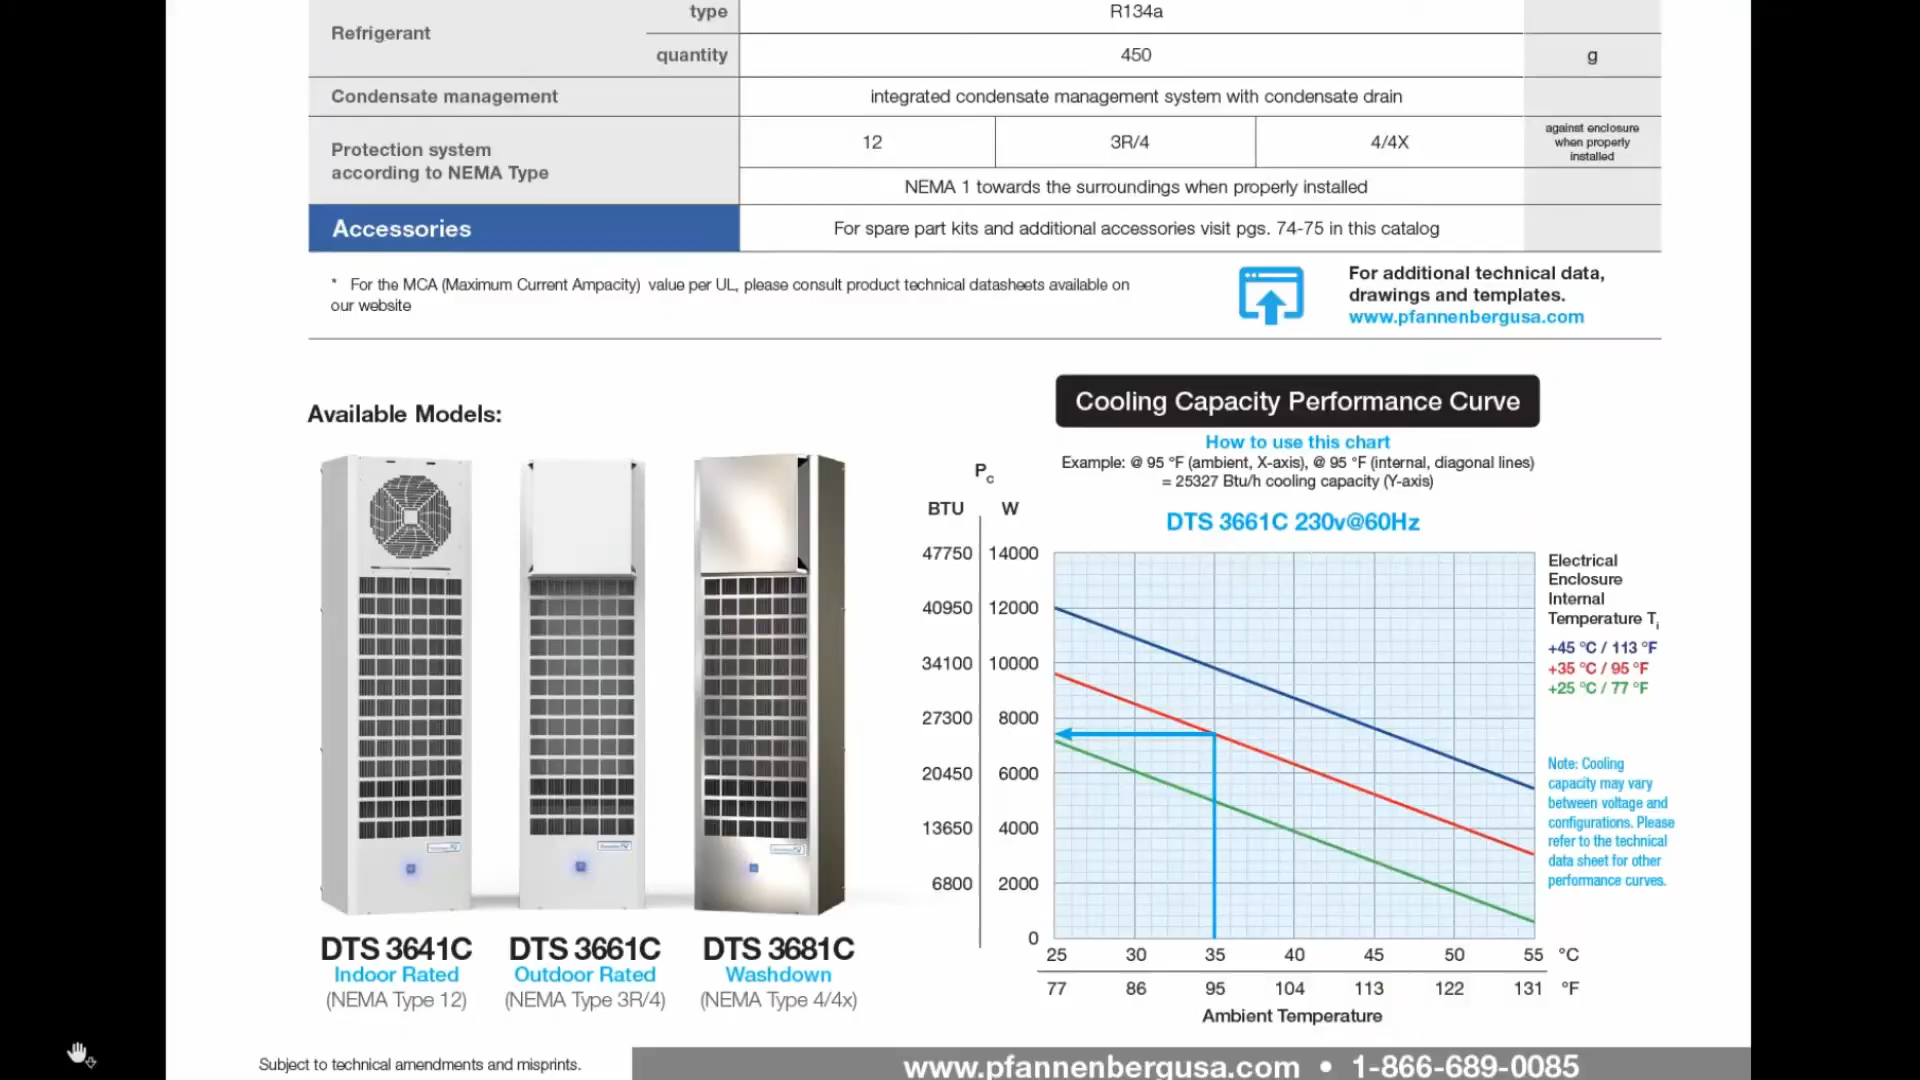 Refrigerant
type
R134a
quantity
450
g
Condensate management
integrated condensate management system with condensate drain
Protection system
according to NEMA Type
12
3R/4
4/4X
against enclosure
when properly
installed
NEMA 1 towards the surroundings when properly installed
Accessories
For spare part kits and additional accessories visit pgs. 74-75 in this catalog
* For the MCA (Maximum Current Ampacity) value per UL, please consult product technical datasheets available on
our website
For additional technical data,
drawings and templates.
www.pfannenbergusa.com
Available Models:
DTS 3641C
Indoor Rated
(NEMA Type 12)
DTS 3661C
Outdoor Rated
(NEMA Type 3R/4)
DTS 3681C
Washdown
(NEMA Type 4/4x)
Cooling Capacity Performance Curve
How to use this chart
Example: @ 95 °F (ambient, X-axis), @ 95 °F (internal, diagonal lines)
= 25327 Btu/h cooling capacity (Y-axis)
DTS 3661C 230v@60Hz
Pc
BTU W
47750 14000
40950 12000
34100 10000
27300 8000
20450 6000
13650 4000
6800 2000
0
25 30 35 40 45 50 55 °C
77 86 95 104 113 122 131 °F
Ambient Temperature
Electrical
Enclosure
Internal
Temperature Ti
+45 °C / 113 °F
+35 °C / 95 °F
+25 °C / 77 °F
Note: Cooling
capacity may vary
between voltage and
configurations. Please
refer to the technical
data sheet for other
performance curves.
Subject to technical amendments and misprints.
www.pfannenbergusa.com • 1-866-689-0085